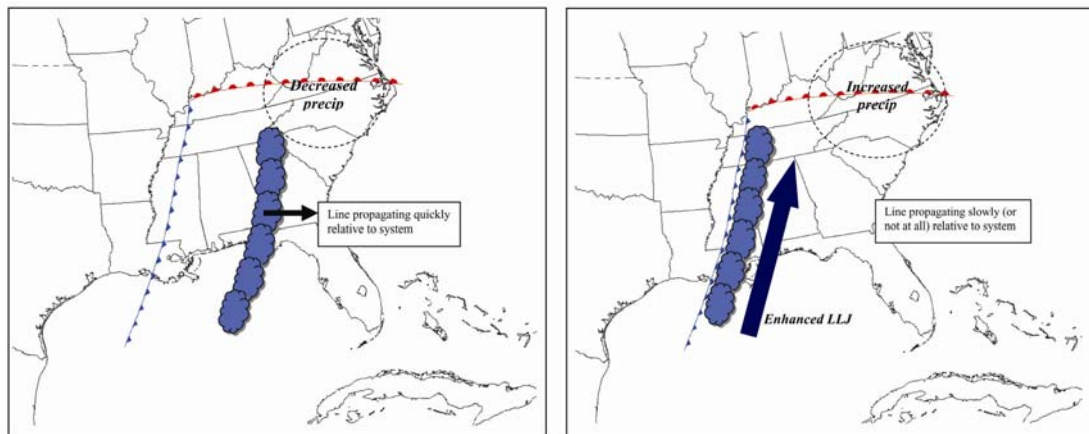 Decreased
precip
Line propagating quickly
relative to system
Increased
precip
Line propagating slowly (or
not at all) relative to system
Enhanced LLJ